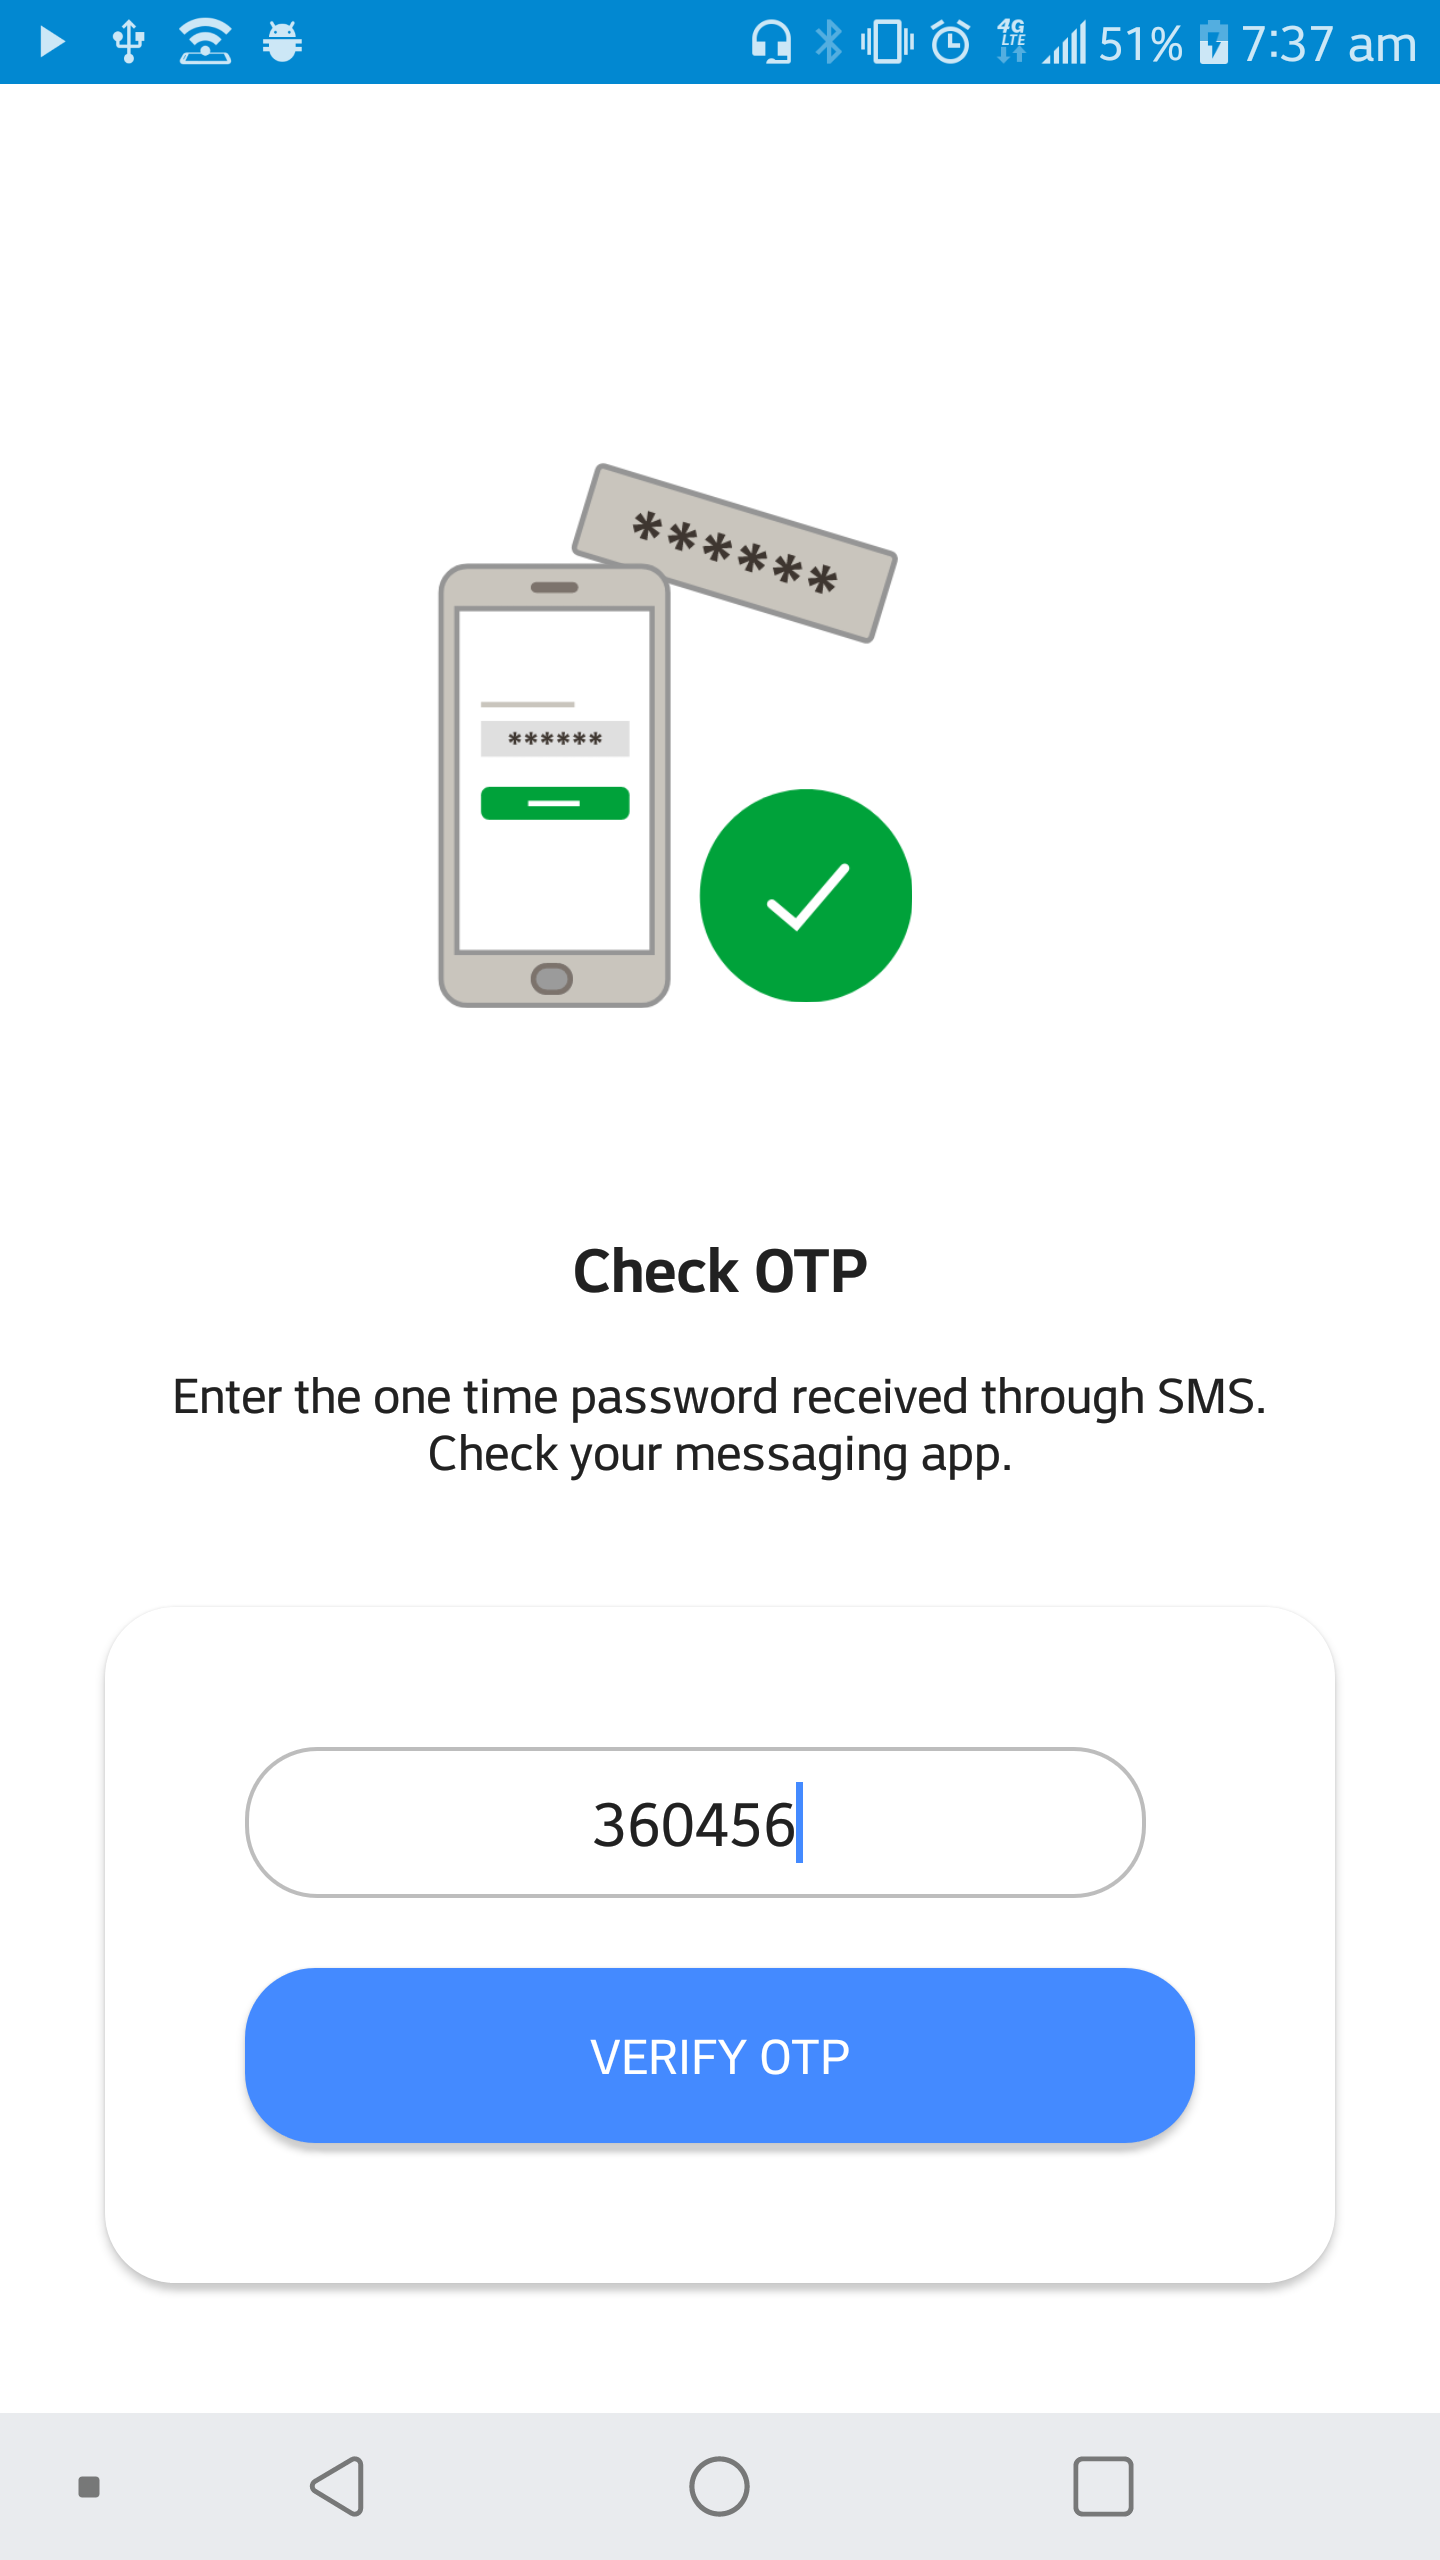 4G LTE 51% 7:37 am
******
******
Check OTP
Enter the one time password received through SMS.
Check your messaging app.
360456
VERIFY OTP